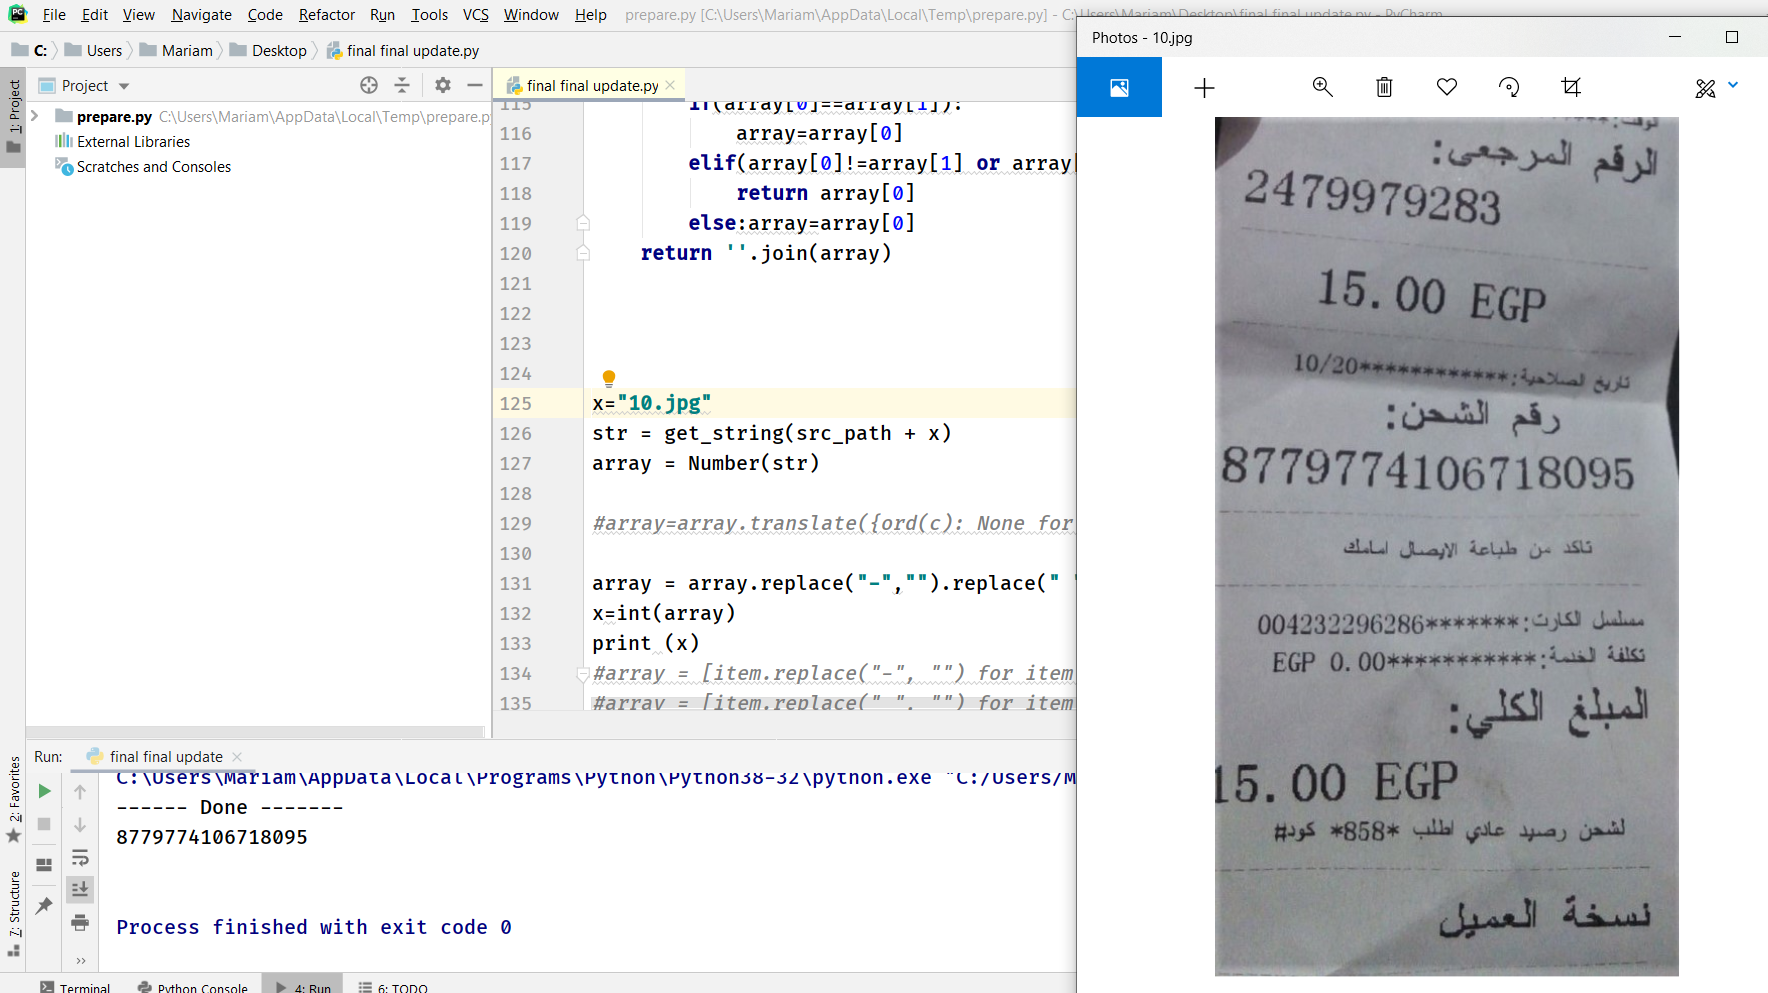 File Edit View Navigate Code Refactor Run Tools VCS Window Help prepare.py [C:\Users\Mariam\AppData\Local\Temp\prepare.py] - C:\Users\Mariam\Desktop\final final update.py - PyCharm
C: Users Mariam Desktop final final update.py
1: Project
Project
final final update.py
prepare.py C:\Users\Mariam\AppData\Local\Temp\prepare.p
External Libraries
Scratches and Consoles
115 if(array[0]==array[1]):
116 array=array[0]
117 elif(array[0]!=array[1] or array[
118 return array[0]
119 else:array=array[0]
120 return ''.join(array)
121
122
123
124
125 x="10.jpg"
126 str = get_string(src_path + x)
127 array = Number(str)
128
129 #array=array.translate({ord(c): None for
130
131 array = array.replace("-","").replace(" "
132 x=int(array)
133 print (x)
134 #array = [item.replace("-", "") for item
135 #array = [item.replace(" ", "") for item
Run: final final update
2: Favorites
7: Structure
C:\Users\Mariam\AppData\Local\Programs\Python\Python38-32\python.exe "C:/Users/M
------ Done -------
8779774106718095
Process finished with exit code 0
Terminal Python Console 4: Run 6: TODO
Photos - 10.jpg
الرقم المرجعى:
2479979283
15.00 EGP
تاريخ الصلاحية:************10/20
رقم الشحن:
8779774106718095
تاكد من طباعة الايصال امامك
مسلسل الكارت:*******004232296286
تكلفة الخدمة:***********EGP 0.00
المبلغ الكلي:
15.00 EGP
لشحن رصيد عادي اطلب *858* كود#
نسخة العميل